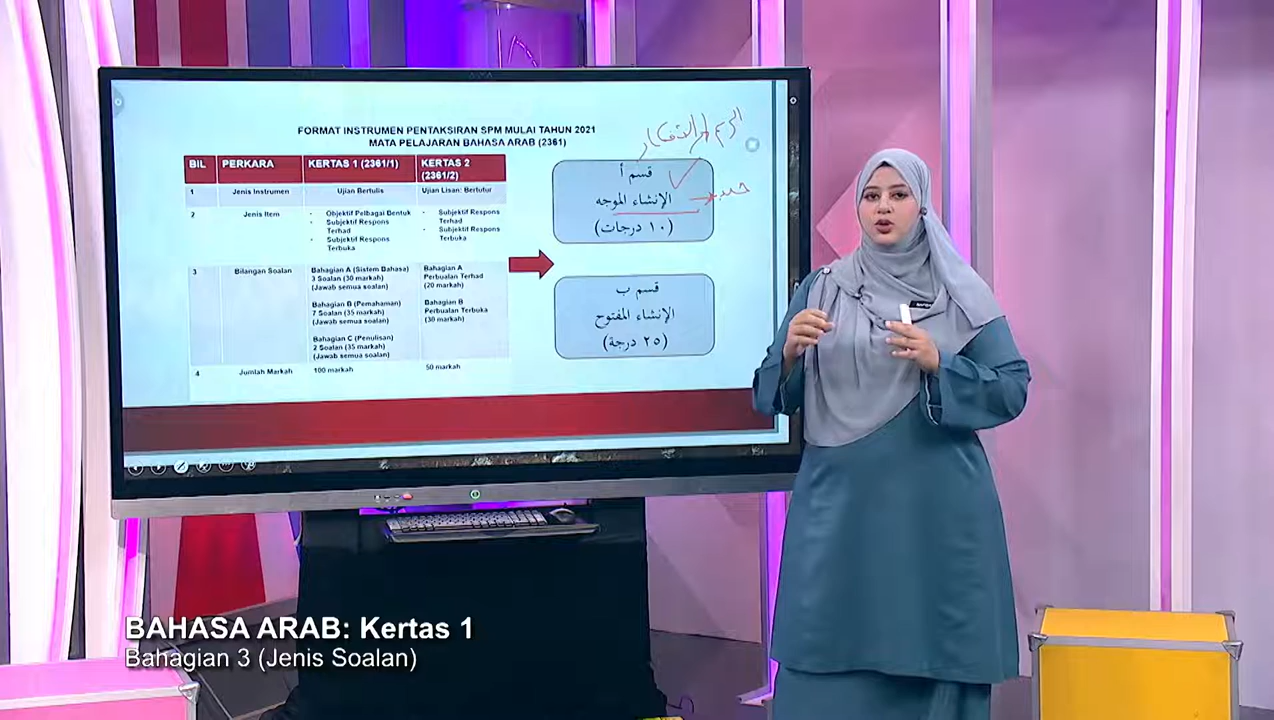 FORMAT INSTRUMEN PENTAKSIRAN SPM MULAI TAHUN 2021
MATA PELAJARAN BAHASA ARAB (2361)
BIL PERKARA KERTAS 1 (2361/1) KERTAS 2 (2361/2)
1 Jenis Instrumen Ujian Bertulis Ujian Lisan: Bertutur
2 Jenis Item
- Objektif Pelbagai Bentuk
- Subjektif Respons
Terhad
- Subjektif Respons
Terbuka
- Subjektif Respons
Terhad
- Subjektif Respons
Terbuka
3 Bilangan Soalan
Bahagian A (Sistem Bahasa)
3 Soalan (30 markah)
(Jawab semua soalan)
Bahagian B (Pemahaman)
7 Soalan (35 markah)
(Jawab semua soalan)
Bahagian C (Penulisan)
2 Soalan (35 markah)
(Jawab semua soalan)
Bahagian A
Perbualan Terhad
(20 markah)
Bahagian B
Perbualan Terbuka
(30 markah)
4 Jumlah Markah 100 markah 50 markah
قسم أ
الإنشاء الموجه
(١٠ درجات)
قسم ب
الإنشاء المفتوح
(٢٥ درجة)
BAHASA ARAB: Kertas 1
Bahagian 3 (Jenis Soalan)